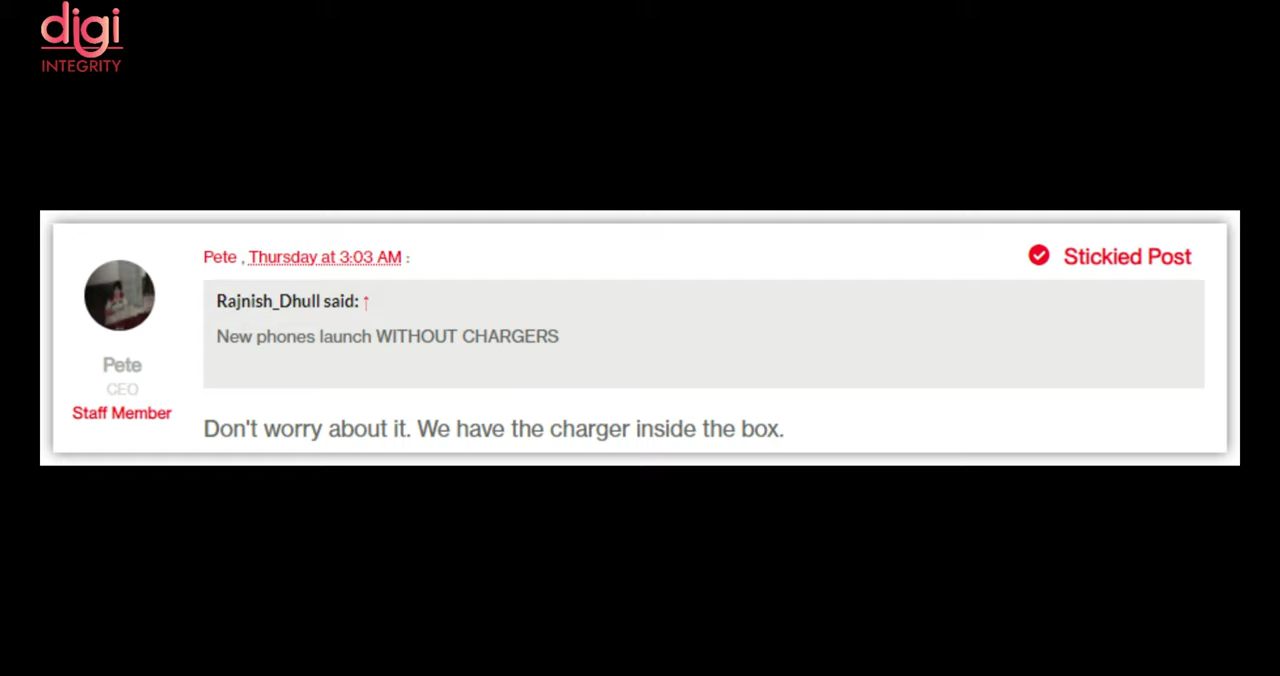 digi
INTEGRITY
Pete , Thursday at 3:03 AM :
Stickied Post
Rajnish_Dhull said: ↑
New phones launch WITHOUT CHARGERS
Pete
CEO
Staff Member
Don't worry about it. We have the charger inside the box.